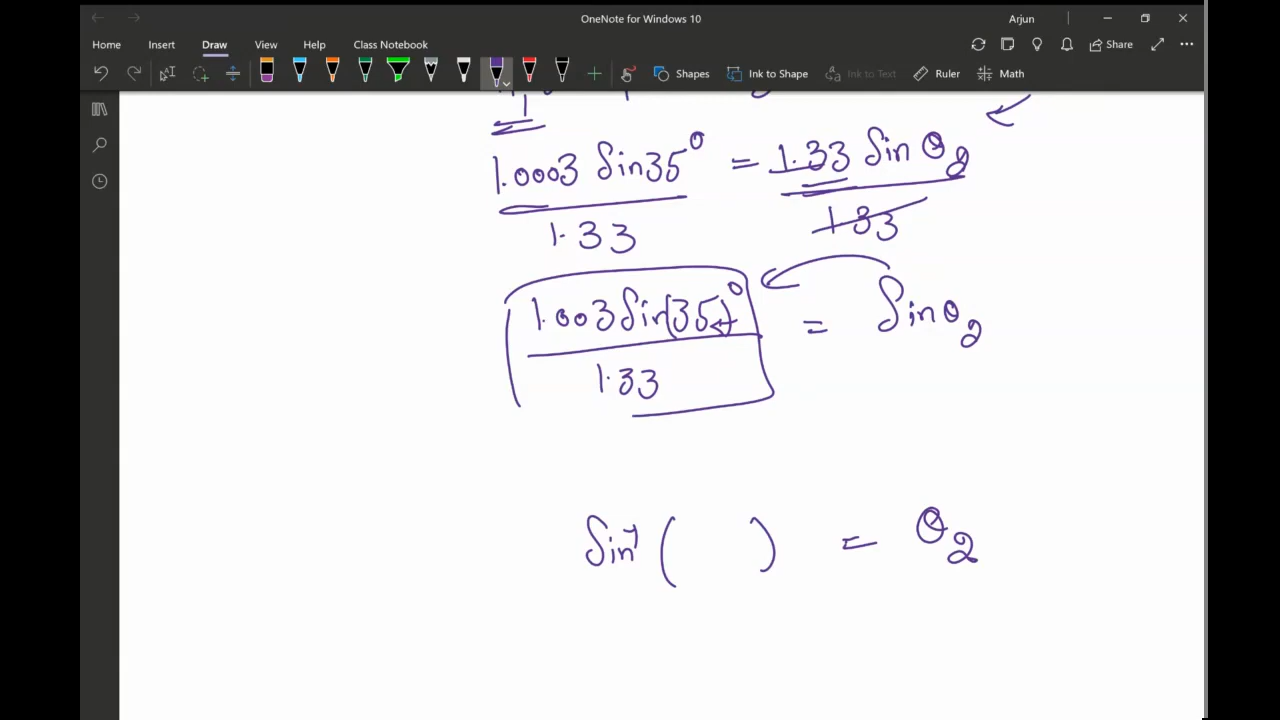 OneNote for Windows 10
Arjun
Home Insert Draw View Help Class Notebook
Share
Shapes Ink to Shape Ink to Text Ruler Math
1.0003 Sin35° = 1.33 Sin θ₂
1.33 1.33
1.003 Sin(35)° = Sinθ₂
1.33
Sin⁻¹ ( ) = θ₂